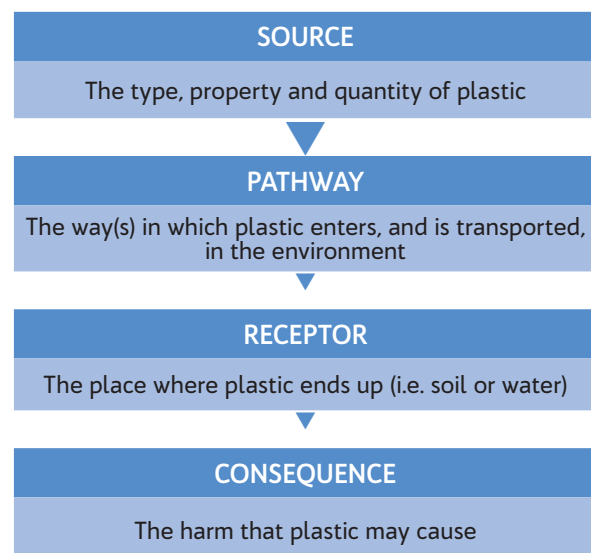 SOURCE
The type, property and quantity of plastic
PATHWAY
The way(s) in which plastic enters, and is transported,
in the environment
RECEPTOR
The place where plastic ends up (i.e. soil or water)
CONSEQUENCE
The harm that plastic may cause